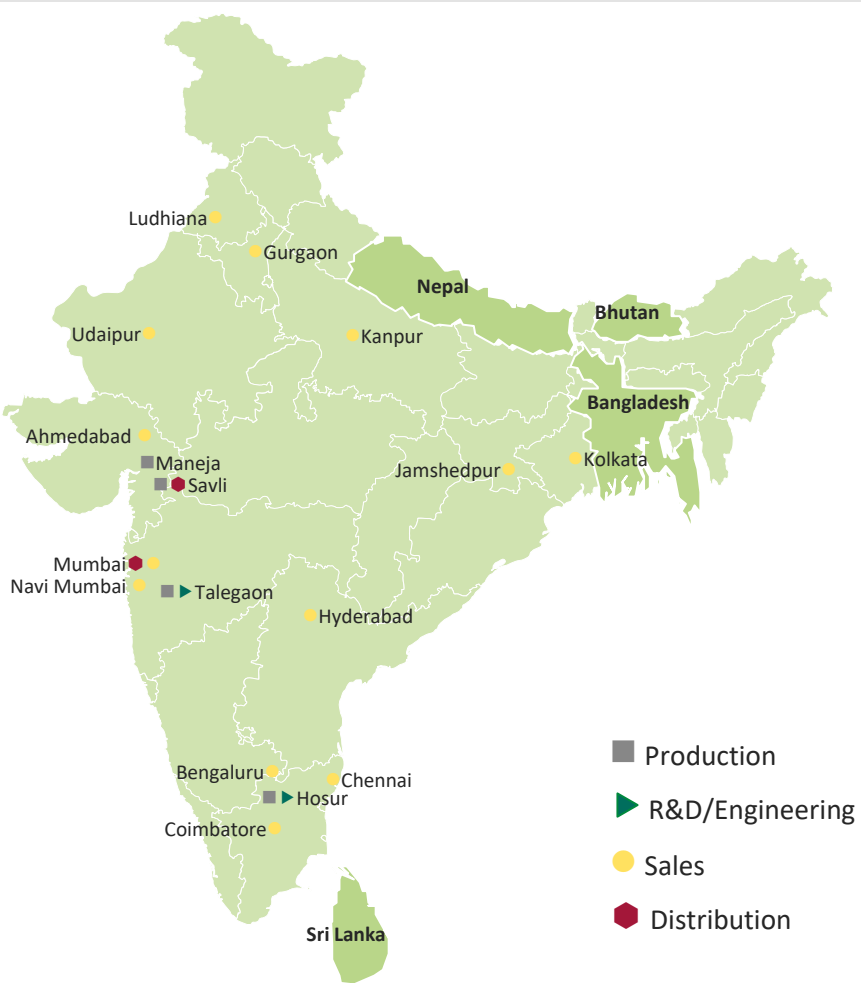 Ludhiana
Gurgaon
Nepal
Bhutan
Udaipur
Kanpur
Bangladesh
Ahmedabad
Maneja
Kolkata
Jamshedpur
Savli
Mumbai
Navi Mumbai
Talegaon
Hyderabad
Production
Bengaluru
Chennai
Hosur
R&D/Engineering
Coimbatore
Sales
Distribution
Sri Lanka